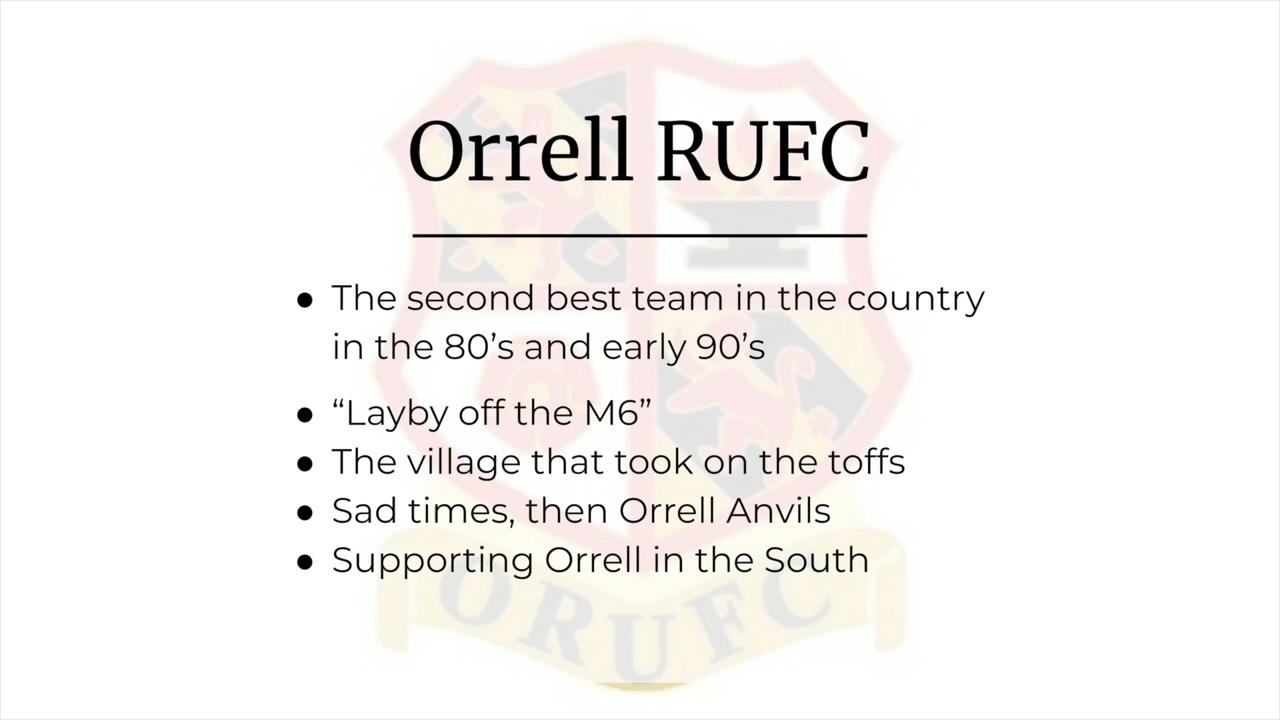 Orrell RUFC
● The second best team in the country
in the 80’s and early 90’s
● “Layby off the M6”
● The village that took on the toffs
● Sad times, then Orrell Anvils
● Supporting Orrell in the South
ORUFC